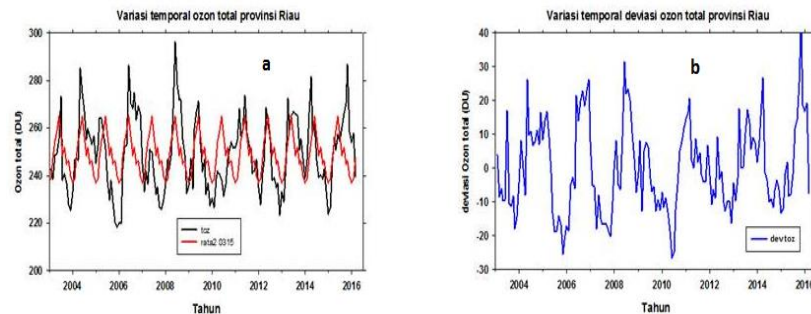 Variasi temporal ozon total provinsi Riau
300
280
260
240
220
200
Ozon total (DU)
a
toz
rata2 0315
2004 2006 2008 2010 2012 2014 2016
Tahun
Variasi temporal deviasi ozon total provinsi Riau
40
30
20
10
0
-10
-20
-30
deviasi Ozon total (DU)
b
devtoz
2004 2006 2008 2010 2012 2014 2016
Tahun